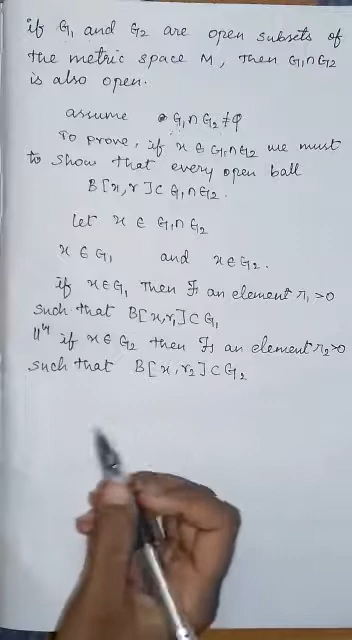 if G1 and G2 are open subsets of
the metric space M, then G1∩G2
is also open.
assume G1∩G2 ≠ φ
To prove, if x ∈ G1∩G2 we must
to show that every open ball
B[x,r] ⊂ G1∩G2.
Let x ∈ G1∩G2
x ∈ G1 and x ∈ G2.
if x ∈ G1 then ∃s an element r1>0
such that B[x,r1] ⊂ G1
111ly if x ∈ G2 then ∃s an element r2>0
such that B[x,r2] ⊂ G2